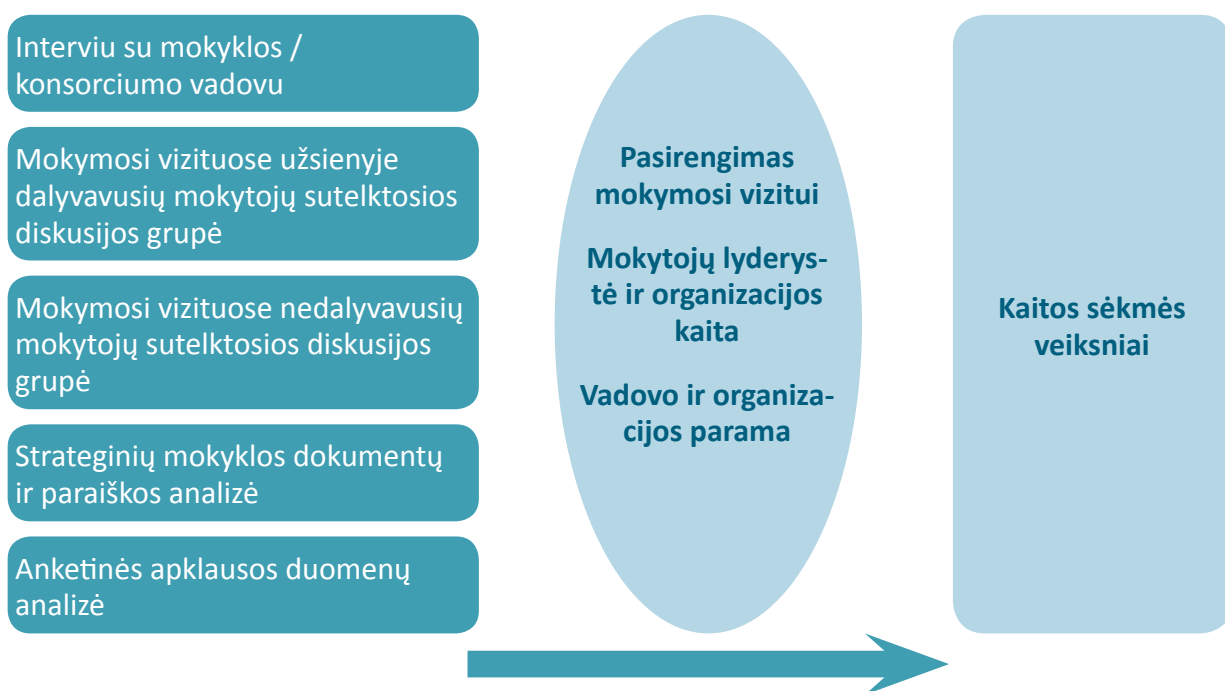 Interviu su mokyklos /
konsorciumo vadovu
Mokymosi vizituose užsienyje
dalyvavusių mokytojų sutelktosios
diskusijos grupė
Mokymosi vizituose nedalyvavusių
mokytojų sutelktosios diskusijos
grupė
Strateginių mokyklos dokumentų
ir paraiškos analizė
Anketinės apklausos duomenų
analizė
Pasirengimas
mokymosi vizitui
Mokytojų lyderys-
tė ir organizacijos
kaita
Vadovo ir organiza-
cijos parama
Kaitos sėkmės
veiksniai